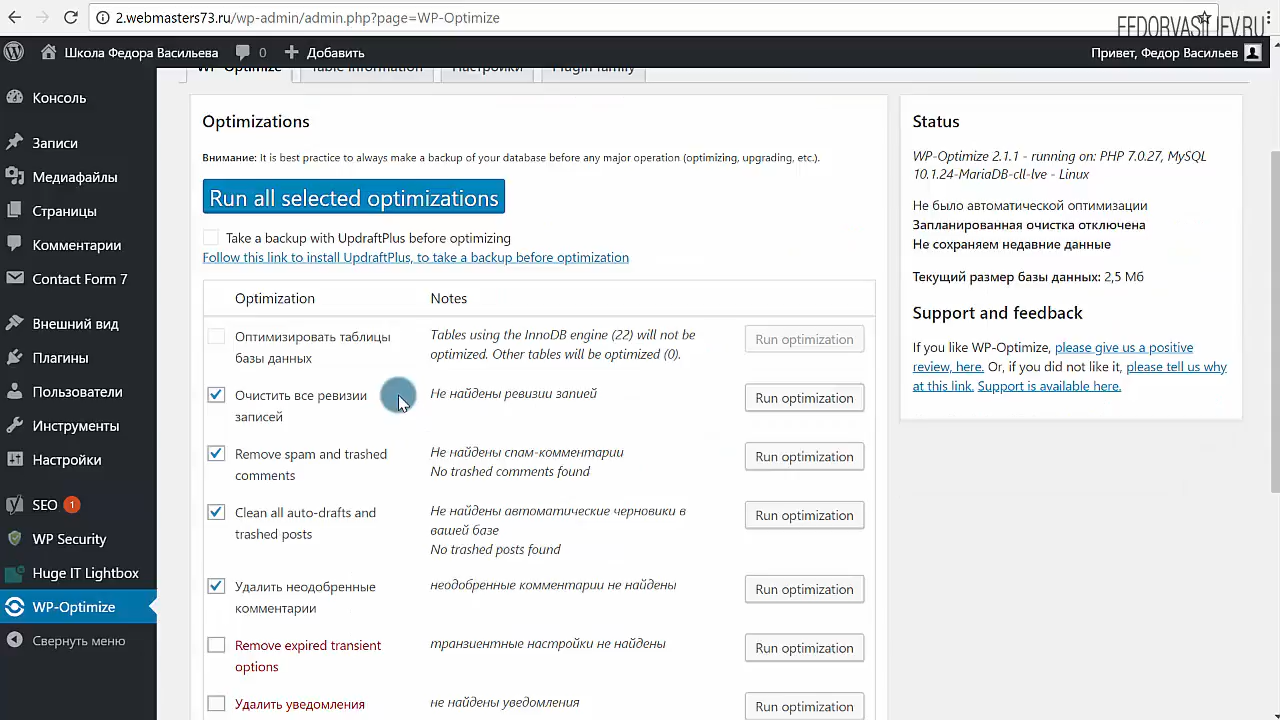 2.webmasters73.ru/wp-admin/admin.php?page=WP-Optimize
FEDORVASILIEV.RU
Школа Федора Васильева
0
Добавить
Привет, Федор Васильев
Консоль
Записи
Медиафайлы
Страницы
Комментарии
Contact Form 7
Внешний вид
Плагины
Пользователи
Инструменты
Настройки
SEO 1
WP Security
Huge IT Lightbox
WP-Optimize
Свернуть меню
WP-Optimize
Table information
Настройки
Plugin family
Optimizations
Внимание: It is best practice to always make a backup of your database before any major operation (optimizing, upgrading, etc.).
Run all selected optimizations
Take a backup with UpdraftPlus before optimizing
Follow this link to install UpdraftPlus, to take a backup before optimization
Optimization
Notes
Оптимизировать таблицы
базы данных
Tables using the InnoDB engine (22) will not be
optimized. Other tables will be optimized (0).
Run optimization
Очистить все ревизии
записей
Не найдены ревизии запией
Run optimization
Remove spam and trashed
comments
Не найдены спам-комментарии
No trashed comments found
Run optimization
Clean all auto-drafts and
trashed posts
Не найдены автоматические черновики в
вашей базе
No trashed posts found
Run optimization
Удалить неодобренные
комментарии
неодобренные комментарии не найдены
Run optimization
Remove expired transient
options
транзиентные настройки не найдены
Run optimization
Удалить уведомления
не найдены уведомления
Run optimization
Status
WP-Optimize 2.1.1 - running on: PHP 7.0.27, MySQL
10.1.24-MariaDB-cll-lve - Linux
Не было автоматической оптимизации
Запланированная очистка отключена
Не сохраняем недавние данные
Текущий размер базы данных: 2,5 Мб
Support and feedback
If you like WP-Optimize, please give us a positive
review, here. Or, if you did not like it, please tell us why
at this link. Support is available here.